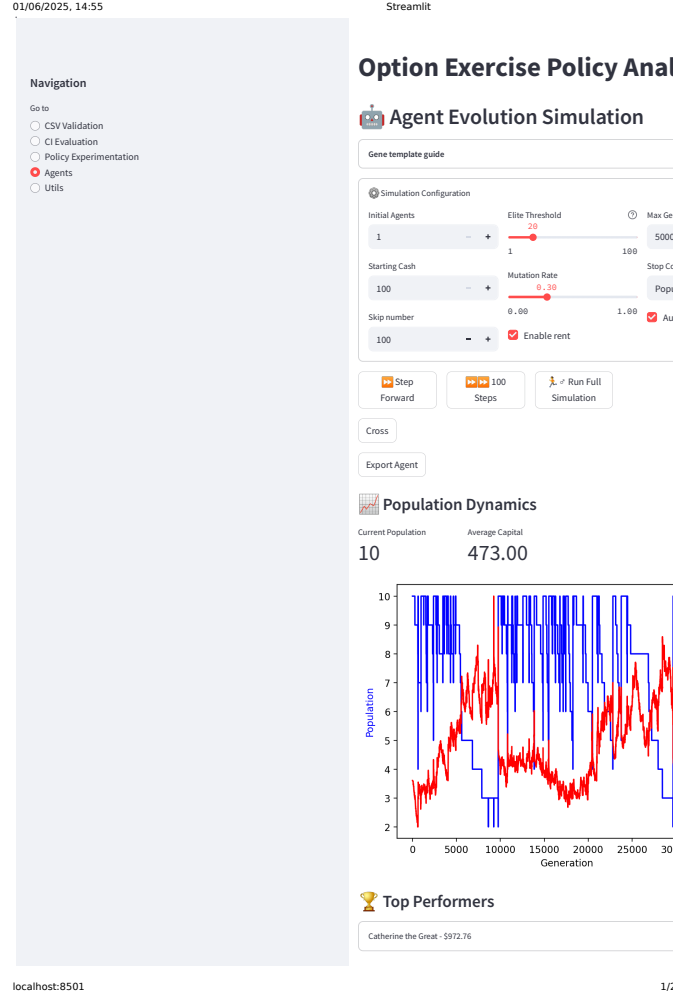 01/06/2025, 14:55
Streamlit
Navigation
Go to
CSV Validation
CI Evaluation
Policy Experimentation
Agents
Utils
Option Exercise Policy Anal
🤖 Agent Evolution Simulation
Gene template guide
⚙️ Simulation Configuration
Initial Agents
1
− +
Starting Cash
100
− +
Skip number
100
− +
Elite Threshold
20
1 100
Mutation Rate
0.30
0.00 1.00
Enable rent
Max Ge
5000
Stop Co
Popu
Au
⏩ Step
Forward
⏩⏩ 100
Steps
🏃♂ Run Full
Simulation
Cross
Export Agent
📈 Population Dynamics
Current Population
10
Average Capital
473.00
Population
10
9
8
7
6
5
4
3
2
0 5000 10000 15000 20000 25000 30
Generation
🏆 Top Performers
Catherine the Great - $972.76
localhost:8501
1/2